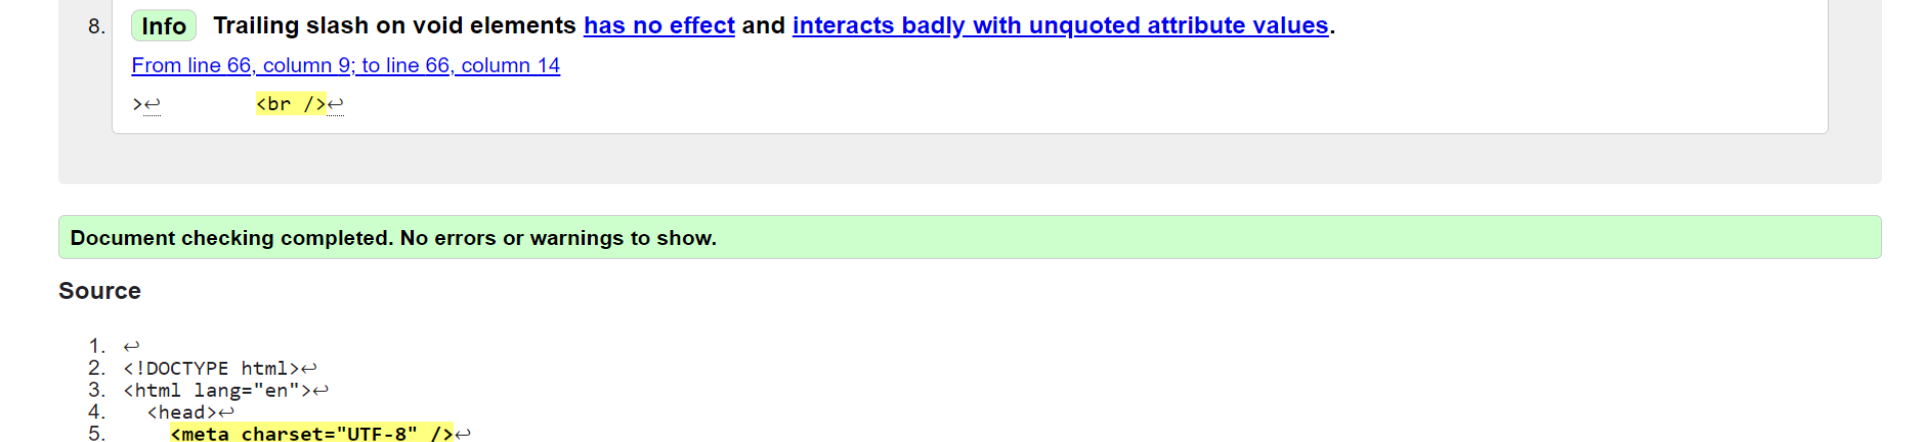 8. Info Trailing slash on void elements has no effect and interacts badly with unquoted attribute values.
From line 66, column 9; to line 66, column 14
>↩ <br />↩
Document checking completed. No errors or warnings to show.
Source
1. ↩
2. <!DOCTYPE html>↩
3. <html lang="en">↩
4. <head>↩
5. <meta charset="UTF-8" />↩